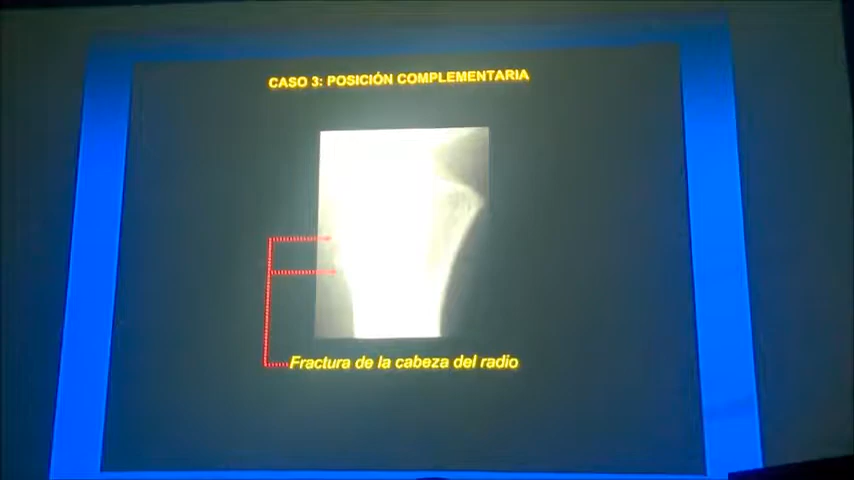 CASO 3: POSICIÓN COMPLEMENTARIA
Fractura de la cabeza del radio